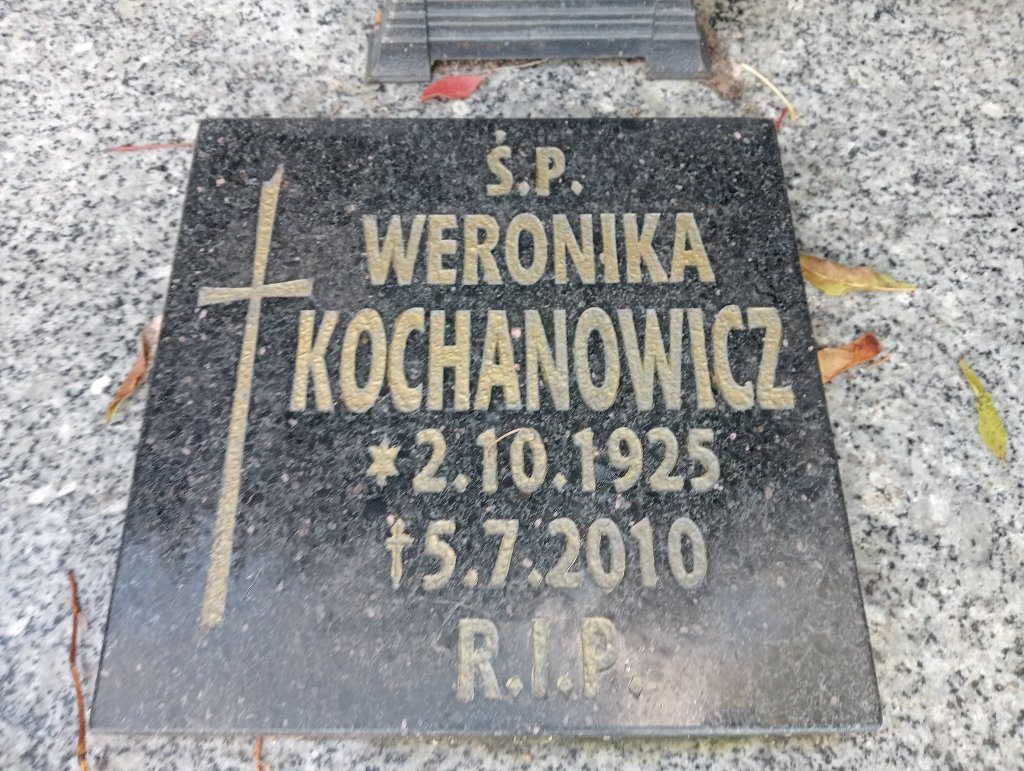 Ś.P.
WERONIKA
KOCHANOWICZ
* 2.10.1925
† 5.7.2010
R.I.P.